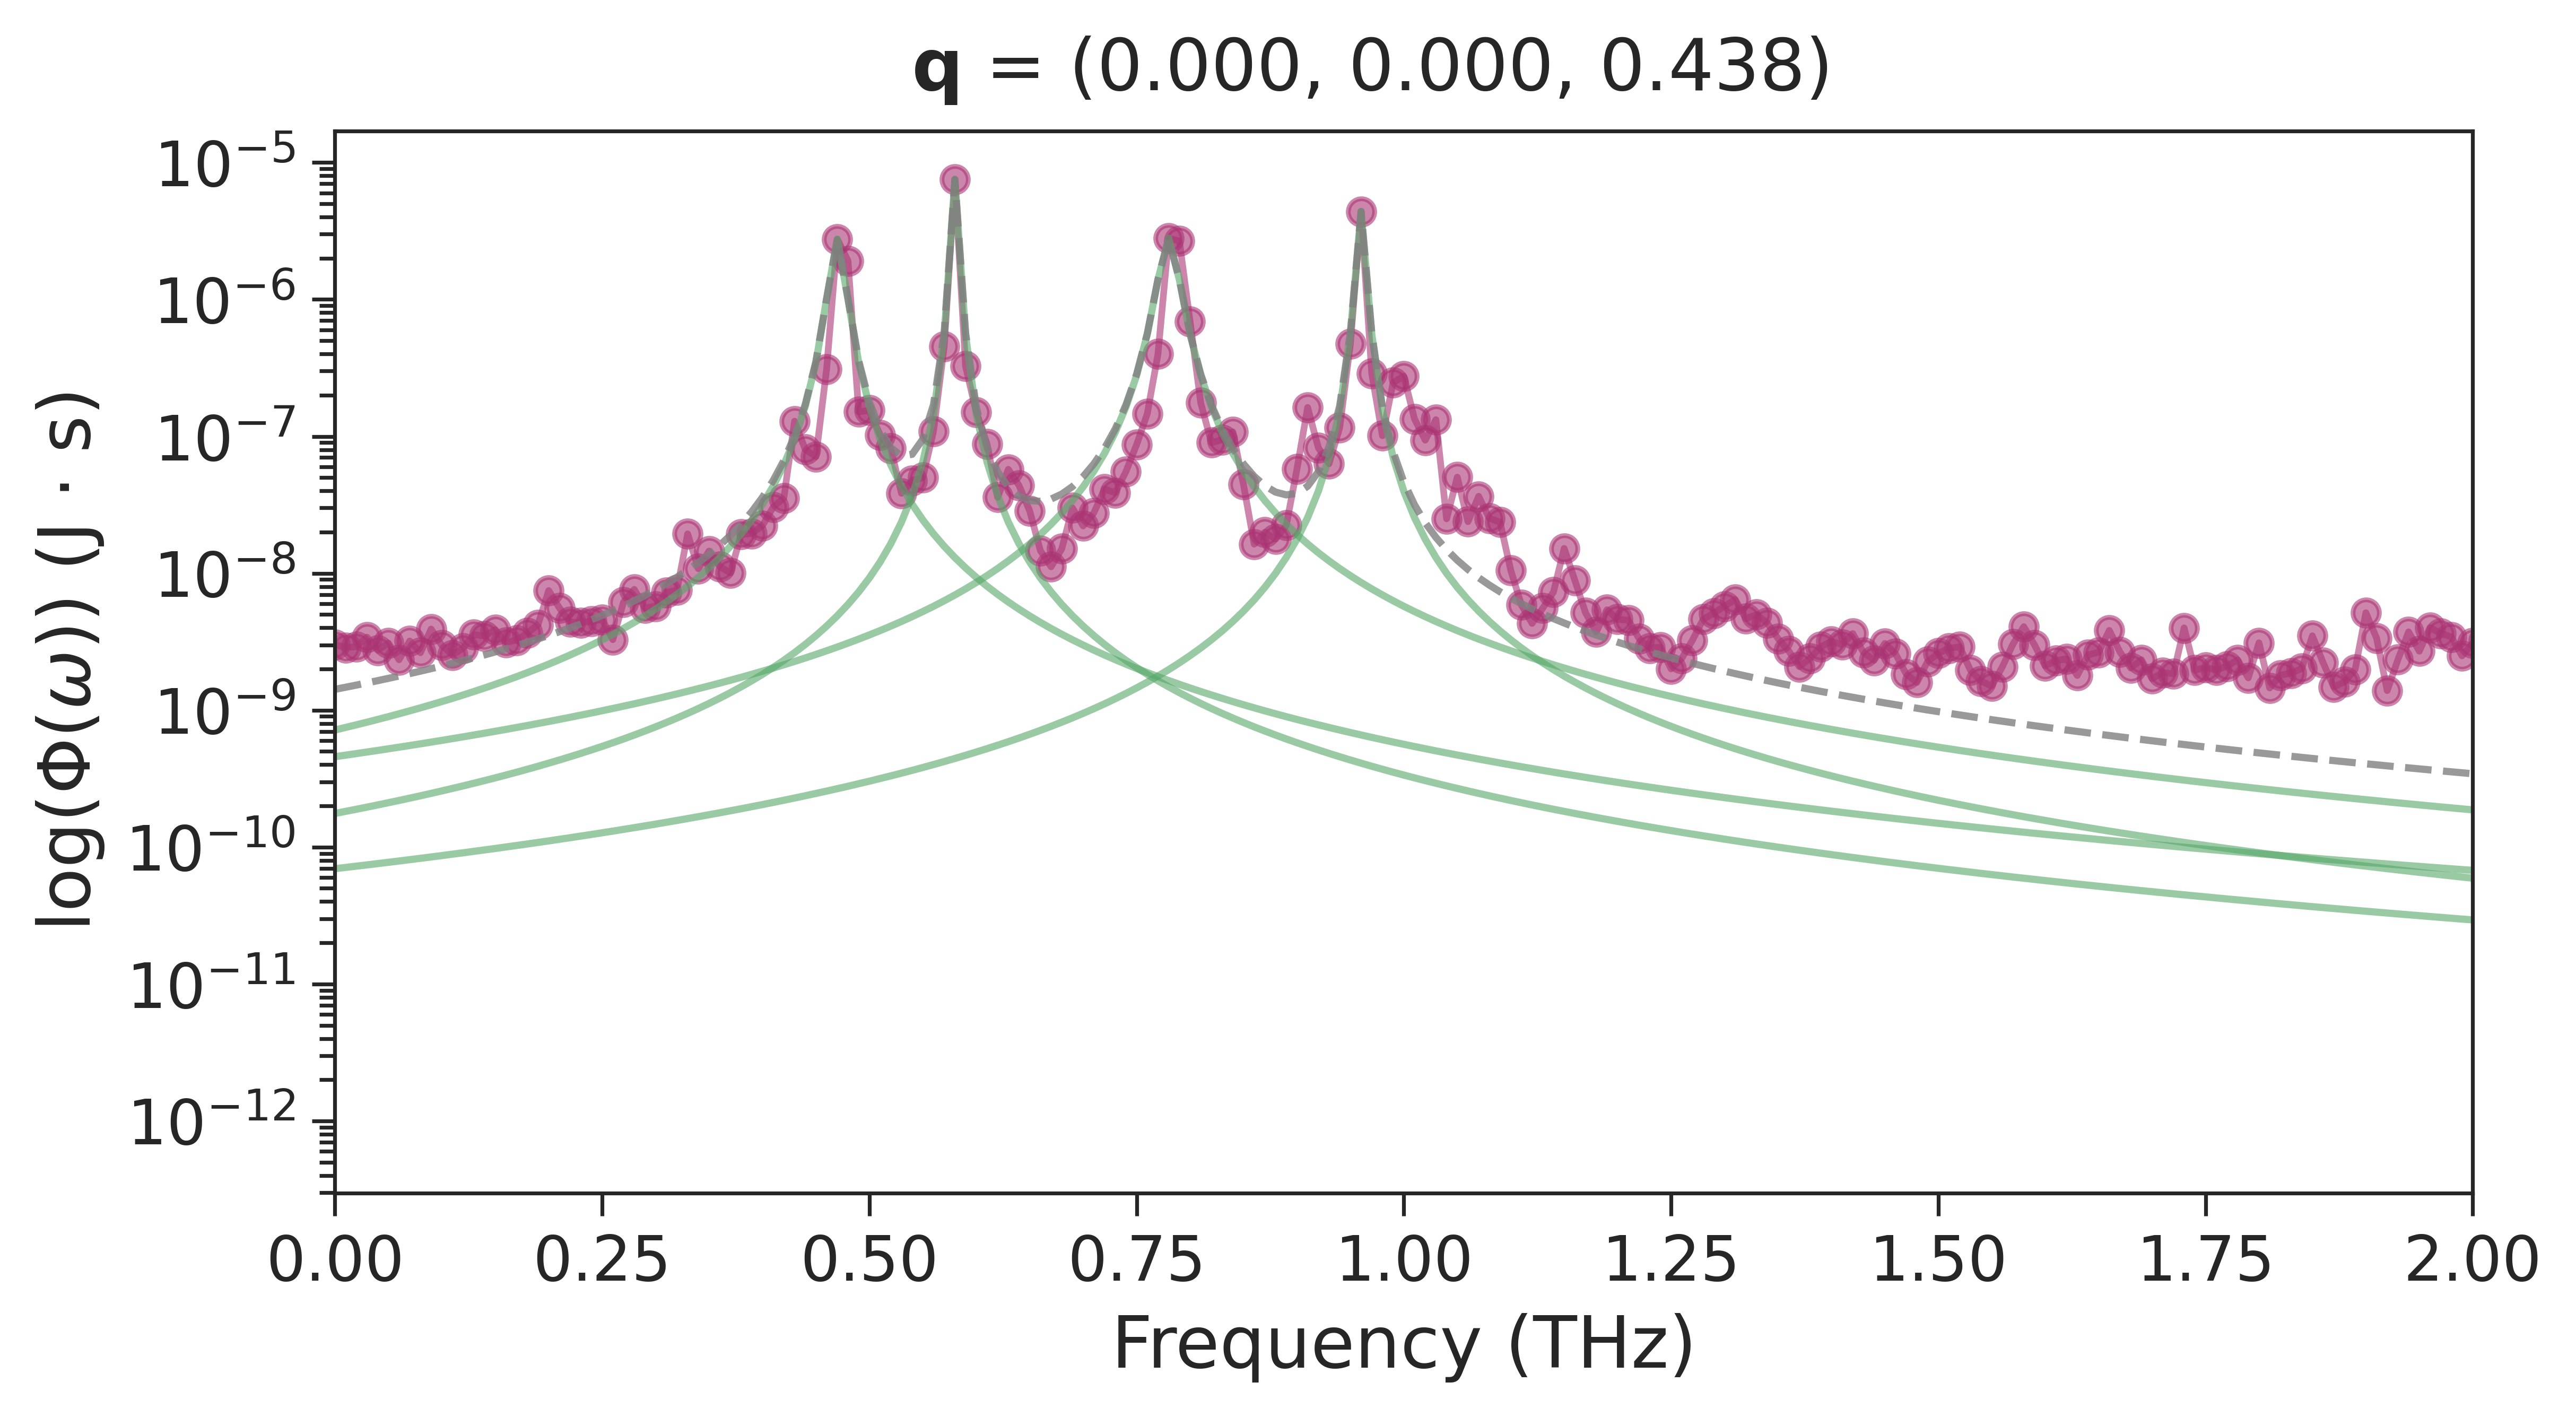 q = (0.000, 0.000, 0.438)
log(Φ(ω))) (J · s)
10⁻⁵
10⁻⁶
10⁻⁷
10⁻⁸
10⁻⁹
10⁻¹⁰
10⁻¹¹
10⁻¹²
0.00 0.25 0.50 0.75 1.00 1.25 1.50 1.75 2.00
Frequency (THz)